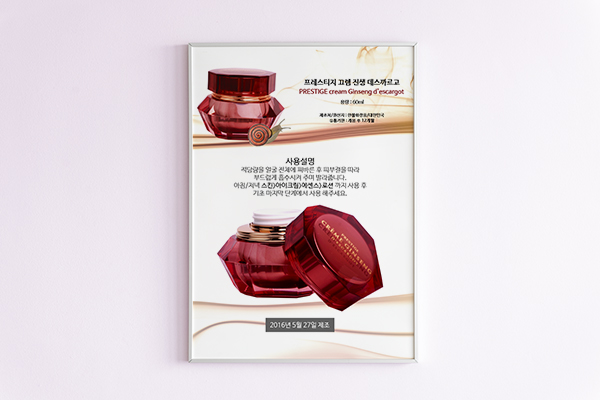 프레스티지 끄렘 진생 데스까르고
PRESTIGE cream Ginseng d'escargot
용량 : 60ml
사용설명
적당량을 얼굴 전체에 펴바른 후 피부결을 따라
부드럽게 흡수시켜 주며 발라줍니다.
아침/저녁 스킨)아이크림)에센스)로션 까지 사용 후
기초 마지막 단계에서 사용 해주세요.
CREME GINSENG
2016년 5월 27일 제조